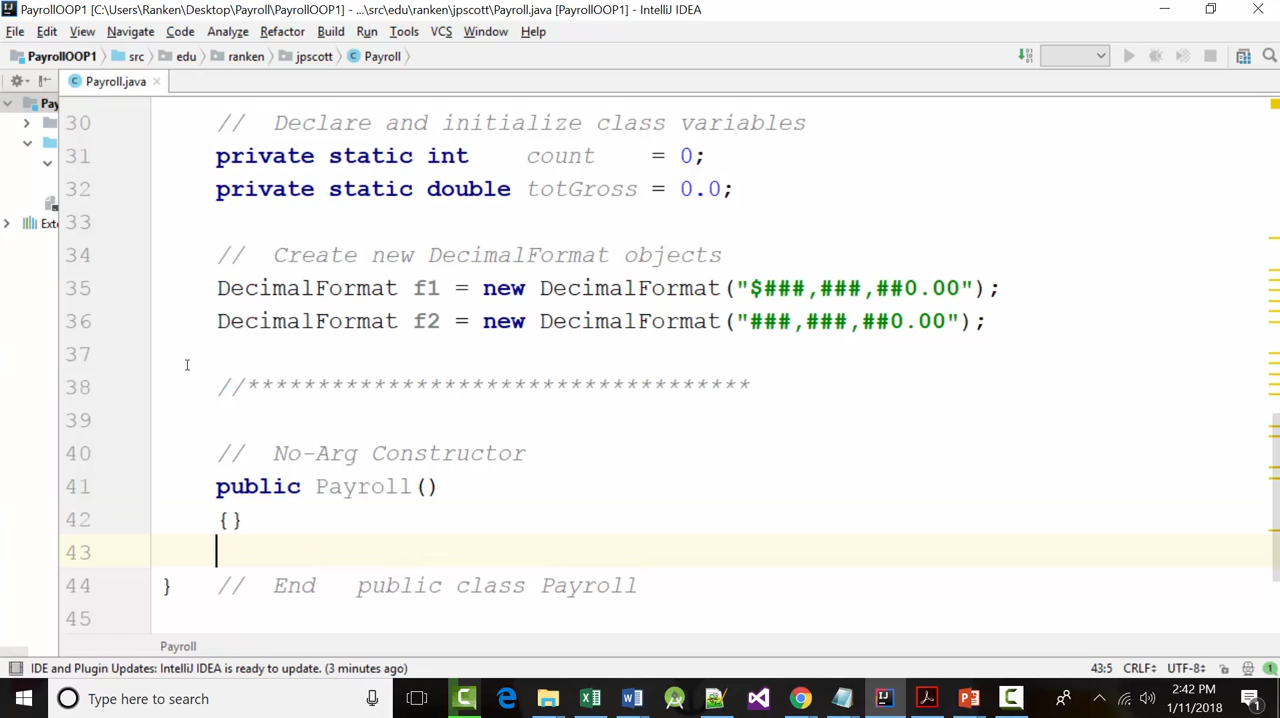 PayrollOOP1 [C:\Users\Ranken\Desktop\Payroll\PayrollOOP1] - ...\src\edu\ranken\jpscott\Payroll.java [PayrollOOP1] - IntelliJ IDEA
File Edit View Navigate Code Analyze Refactor Build Run Tools VCS Window Help
PayrollOOP1 src edu ranken jpscott Payroll
Payroll.java
Pay
Exte
30 // Declare and initialize class variables
31 private static int count = 0;
32 private static double totGross = 0.0;
33
34 // Create new DecimalFormat objects
35 DecimalFormat f1 = new DecimalFormat("$###,###,##0.00");
36 DecimalFormat f2 = new DecimalFormat("###,###,##0.00");
37
38 //************************************
39
40 // No-Arg Constructor
41 public Payroll()
42 {}
43
44 } // End public class Payroll
45
Payroll
IDE and Plugin Updates: IntelliJ IDEA is ready to update. (3 minutes ago) 43:5 CRLF UTF-8 1
Type here to search
2:42 PM
1/11/2018
1